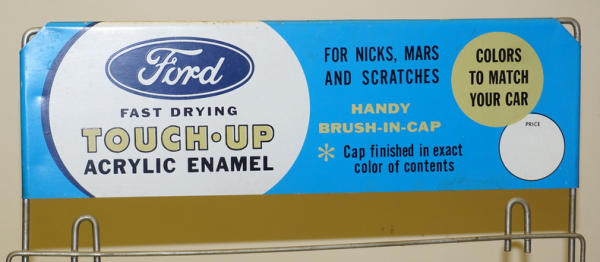 Ford
FAST DRYING
TOUCH·UP
ACRYLIC ENAMEL
FOR NICKS, MARS
AND SCRATCHES
HANDY
BRUSH-IN-CAP
* Cap finished in exact
color of contents
COLORS
TO MATCH
YOUR CAR
PRICE